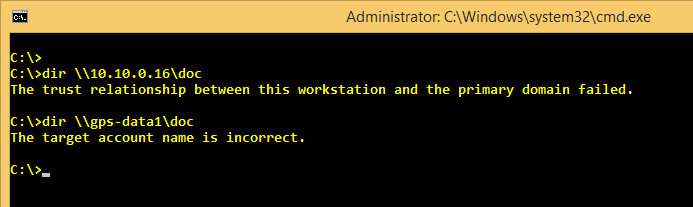 Administrator: C:\Windows\system32\cmd.exe
C:\>
C:\>dir \\10.10.0.16\doc
The trust relationship between this workstation and the primary domain failed.
C:\>dir \\gps-data1\doc
The target account name is incorrect.
C:\>